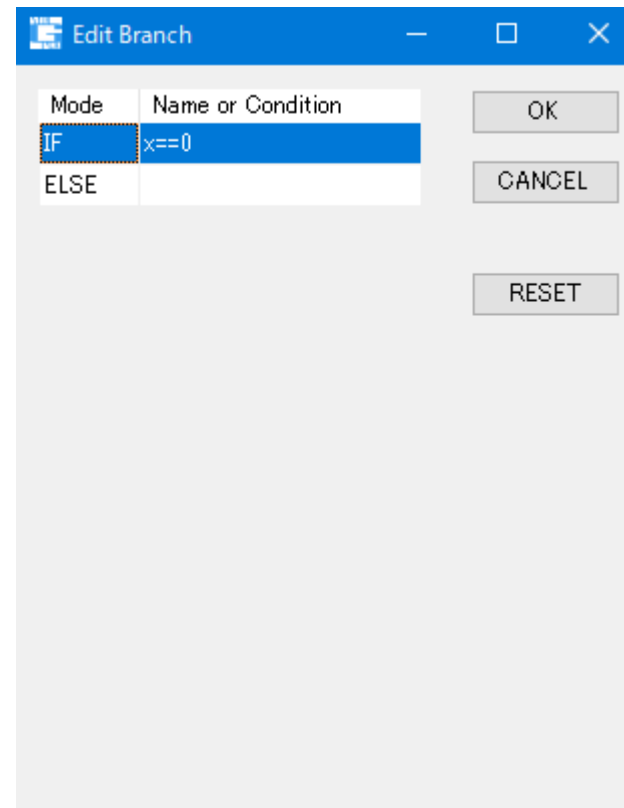 Edit Branch
Mode Name or Condition
IF x==0
ELSE
OK
CANCEL
RESET